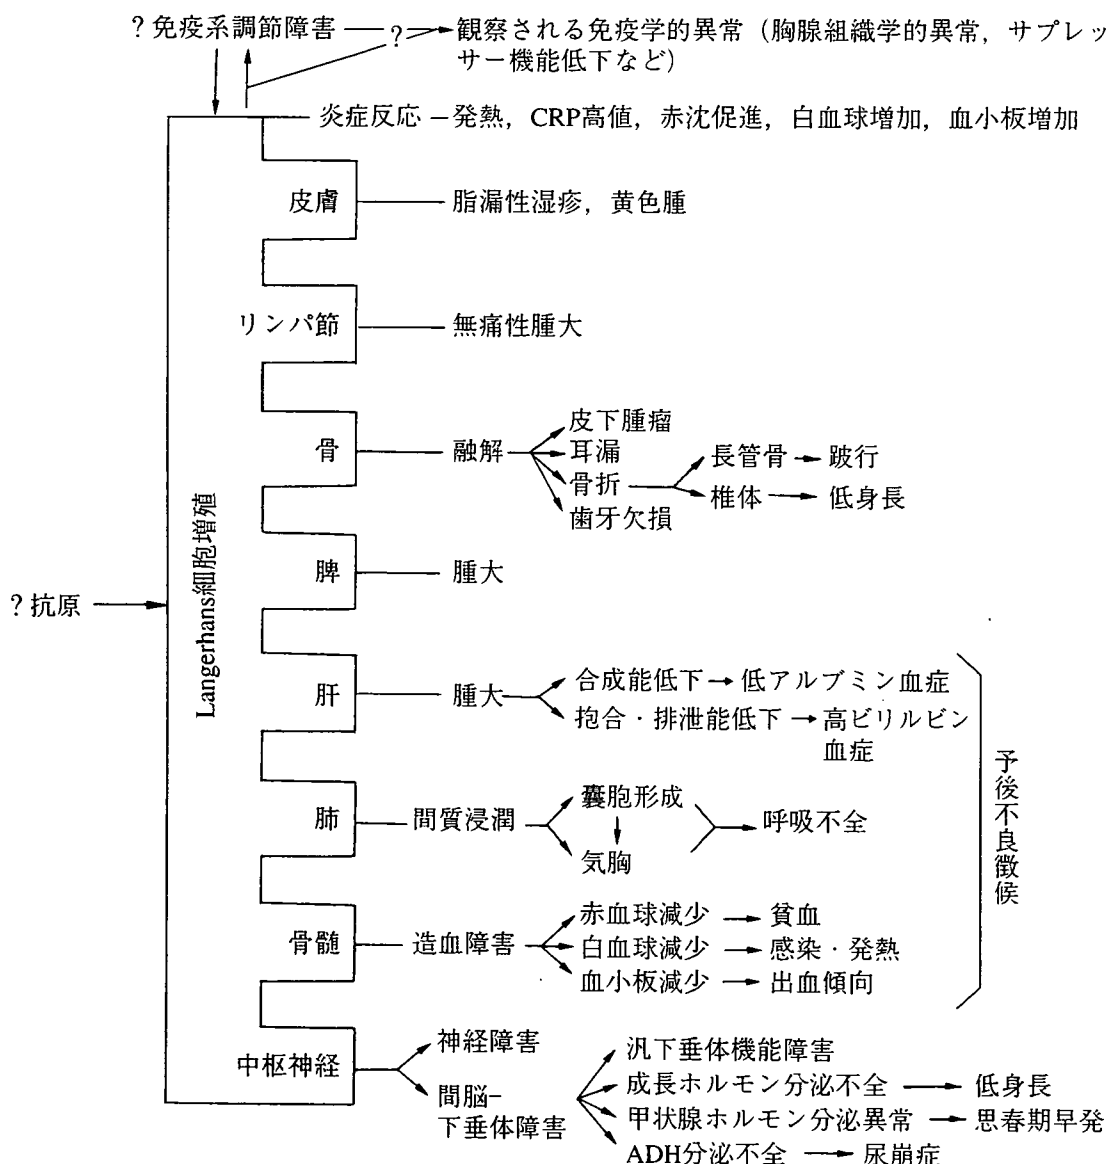 ?免疫系調節障害 ? 観察される免疫学的異常(胸腺組織学的異常,サプレッ
サー機能低下など)
炎症反応－発熱,CRP高値,赤沈促進,白血球増加,血小板増加
皮膚 脂漏性湿疹,黄色腫
リンパ節 無痛性腫大
骨 融解
皮下腫瘤
耳漏
骨折
歯牙欠損
長管骨 跛行
椎体 低身長
脾 腫大
?抗原
Langerhans細胞増殖
肝 腫大
合成能低下 低アルブミン血症
抱合・排泄能低下 高ビリルビン
血症
肺 間質浸潤
嚢胞形成
気胸
呼吸不全
予後不良徴候
骨髄 造血障害
赤血球減少 貧血
白血球減少 感染・発熱
血小板減少 出血傾向
中枢神経
神経障害
間脳–
下垂体障害
汎下垂体機能障害
成長ホルモン分泌不全 低身長
甲状腺ホルモン分泌異常 思春期早発
ADH分泌不全 尿崩症